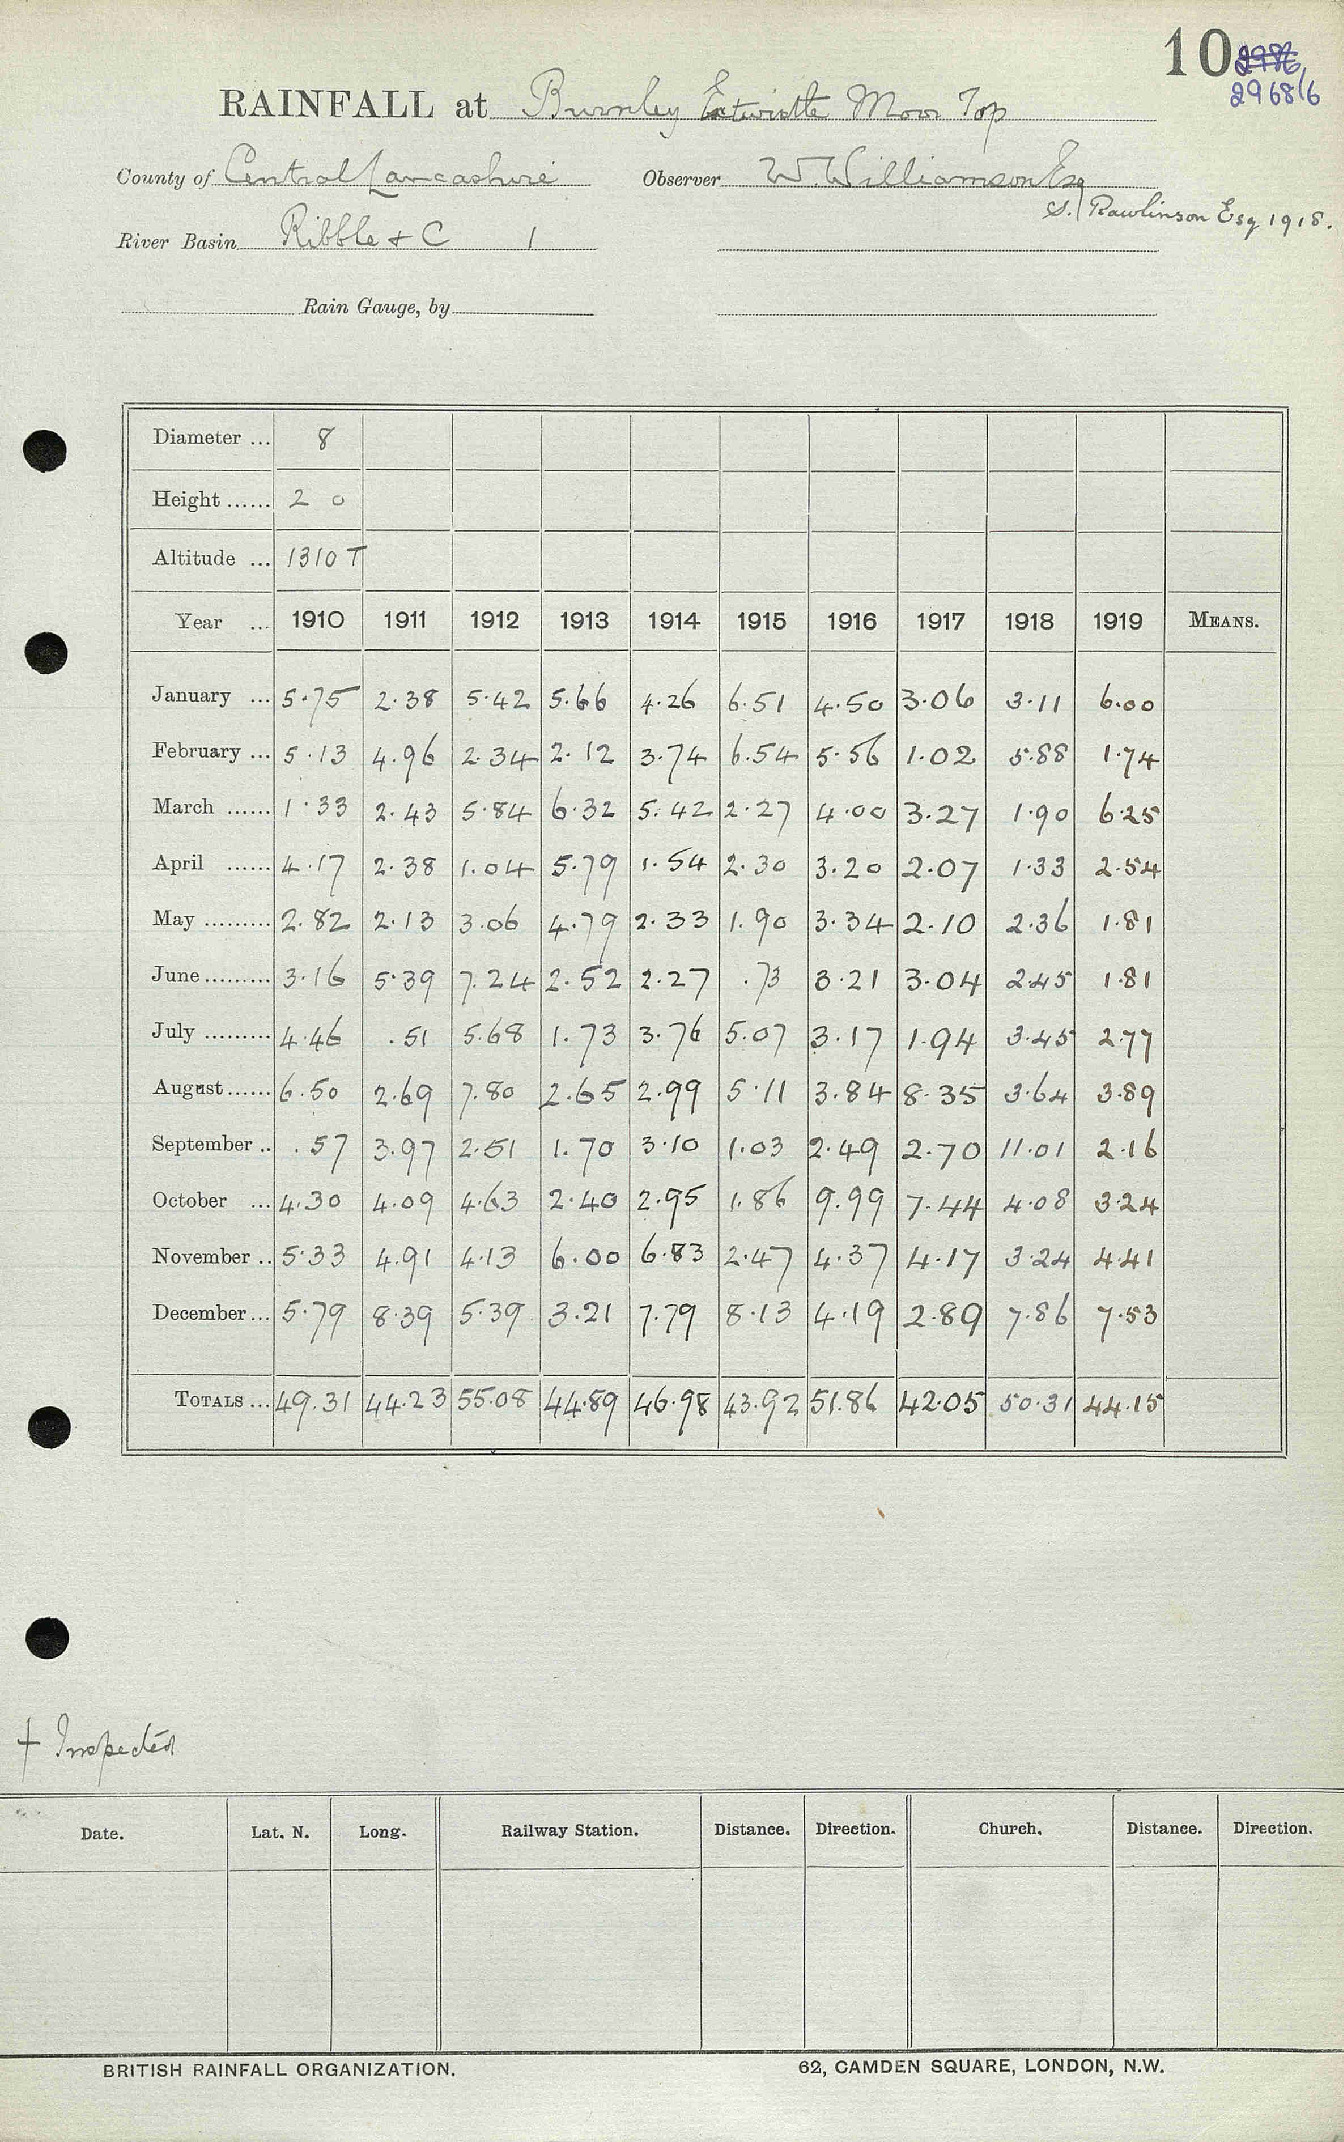 10 2986
2968/6
RAINFALL at Burnley Extwistle Moor Top
County of Central Lancashire Observer W. Williamson Esq
S. Rawlinson Esq 1918.
River Basin Ribble & C 1
Rain Gauge, by
Diameter ... 8
Height ...... 2 0
Altitude ... 1310 T
Year ... 1910 1911 1912 1913 1914 1915 1916 1917 1918 1919 MEANS.
January ... 5.75 2.38 5.42 5.66 4.26 6.51 4.50 3.06 3.11 6.00
February ... 5.13 4.96 2.34 2.12 3.74 6.54 5.56 1.02 5.88 1.74
March ...... 1.33 2.43 5.84 6.32 5.42 2.27 4.00 3.27 1.90 6.25
April ...... 4.17 2.38 1.04 5.79 1.54 2.30 3.20 2.07 1.33 2.54
May ......... 2.82 2.13 3.06 4.79 2.33 1.90 3.34 2.10 2.36 1.81
June ......... 3.16 5.39 7.24 2.52 2.27 .73 3.21 3.04 2.45 1.81
July ......... 4.46 .51 5.68 1.73 3.76 5.07 3.17 1.94 3.45 2.77
August ...... 6.50 2.69 7.80 2.65 2.99 5.11 3.84 8.35 3.64 3.89
September .. .57 3.97 2.51 1.70 3.10 1.03 2.49 2.70 11.01 2.16
October ... 4.30 4.09 4.63 2.40 2.95 1.86 9.99 7.44 4.08 3.24
November .. 5.33 4.91 4.13 6.00 6.83 2.47 4.37 4.17 3.24 4.41
December ... 5.79 8.39 5.39 3.21 7.79 8.13 4.19 2.89 7.86 7.53
TOTALS ... 49.31 44.23 55.08 44.89 46.98 43.92 51.86 42.05 50.31 44.15
+ Inspected
Date. Lat. N. Long. Railway Station. Distance. Direction. Church. Distance. Direction.
BRITISH RAINFALL ORGANIZATION. 62, CAMDEN SQUARE, LONDON, N.W.